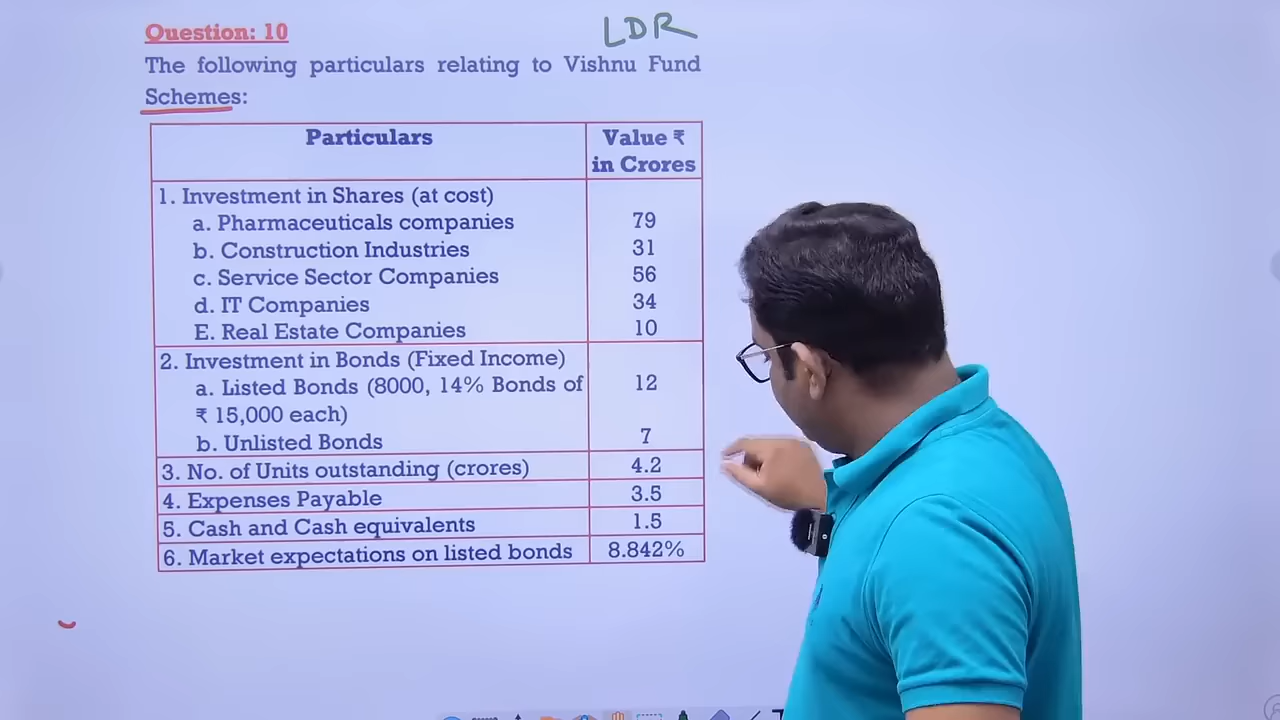 Question: 10
LDR
The following particulars relating to Vishnu Fund
Schemes:
Particulars Value ₹
in Crores
1. Investment in Shares (at cost)
a. Pharmaceuticals companies 79
b. Construction Industries 31
c. Service Sector Companies 56
d. IT Companies 34
E. Real Estate Companies 10
2. Investment in Bonds (Fixed Income)
a. Listed Bonds (8000, 14% Bonds of 12
₹ 15,000 each)
b. Unlisted Bonds 7
3. No. of Units outstanding (crores) 4.2
4. Expenses Payable 3.5
5. Cash and Cash equivalents 1.5
6. Market expectations on listed bonds 8.842%